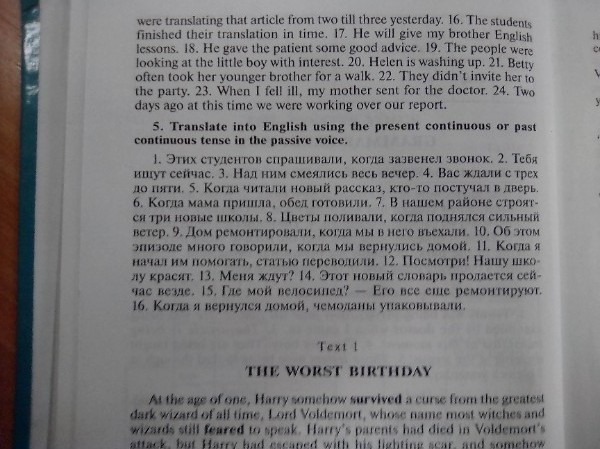 were translating that article from two till three yesterday. 16. The students
finished their translation in time. 17. He will give my brother English
lessons. 18. He gave the patient some good advice. 19. The people were
looking at the little boy with interest. 20. Helen is washing up. 21. Betty
often took her younger brother for a walk. 22. They didn't invite her to
the party. 23. When I fell ill, my mother sent for the doctor. 24. Two
days ago at this time we were working over our report.
5. Translate into English using the present continuous or past
continuous tense in the passive voice.
1. Этих студентов спрашивали, когда зазвенел звонок. 2. Тебя
ищут сейчас. 3. Над ним смеялись весь вечер. 4. Вас ждали с трех
до пяти. 5. Когда читали новый рассказ, кто-то постучал в дверь.
6. Когда мама пришла, обед готовили. 7. В нашем районе строят-
ся три новые школы. 8. Цветы поливали, когда поднялся сильный
ветер. 9. Дом ремонтировали, когда мы в него въехали. 10. Об этом
эпизоде много говорили, когда мы вернулись домой. 11. Когда я
начал им помогать, статью переводили. 12. Посмотри! Нашу шко-
лу красят. 13. Меня ждут? 14. Этот новый словарь продается сей-
час везде. 15. Где мой велосипед? — Его все еще ремонтируют.
16. Когда я вернулся домой, чемоданы упаковывали.
Text 1
THE WORST BIRTHDAY
At the age of one, Harry somehow survived a curse from the greatest
dark wizard of all time, Lord Voldemort, whose name most witches and
wizards still feared to speak. Harry's parents had died in Voldemort's
attack, but Harry had escaped with his lighting scar, and somehow